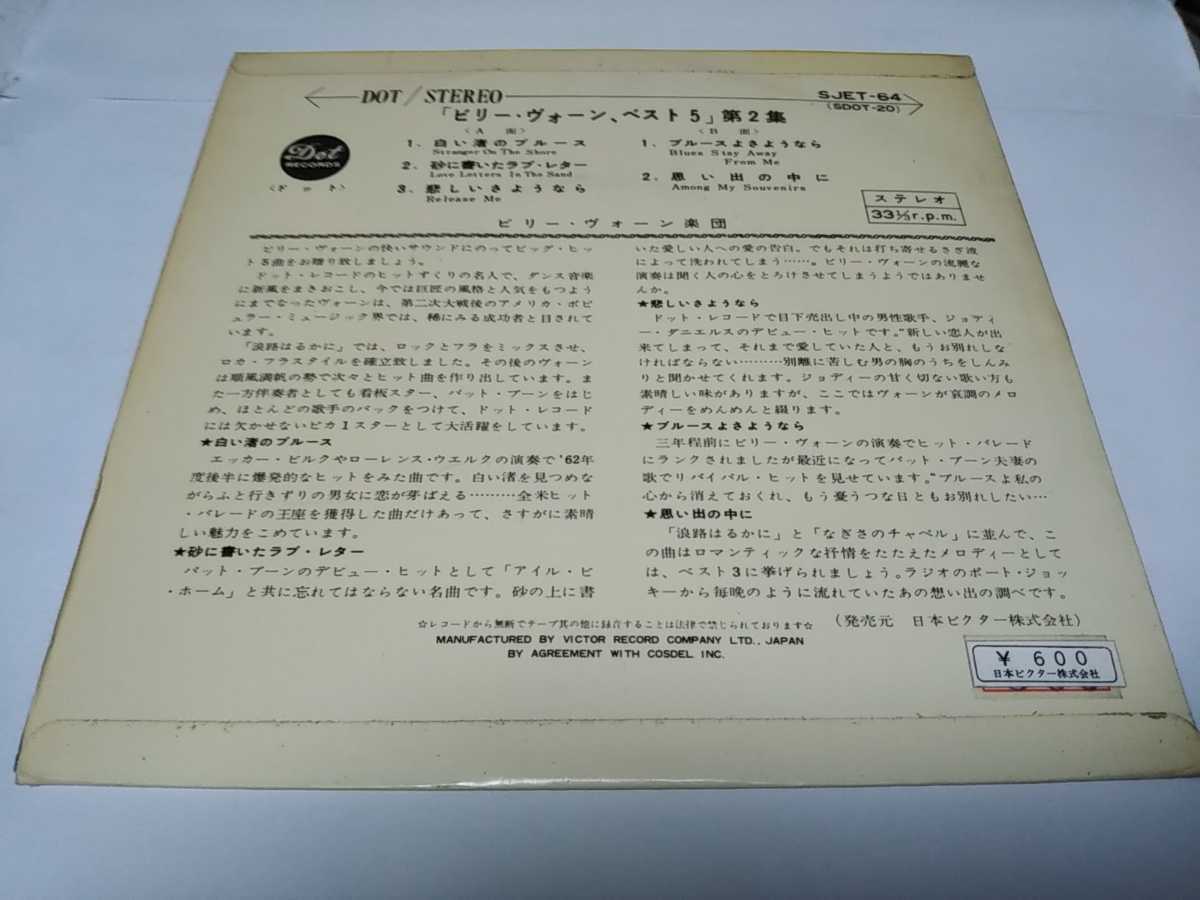 DOT / STEREO
SJET-64
(SDOT-20)
「ビリー・ヴォーン、ベスト5」第2集
〈A面〉
1. 白い渚のブルース
Stranger On The Shore
2. 砂に書いたラブ・レター
Love Letters In The Sand
3. 悲しいさようなら
Release Me
〈B面〉
1. ブルースよさようなら
Blues Stay Away
From Me
2. 思い出の中に
Among My Souvenirs
Dot
RECORDS
〈ドット〉
ステレオ
33⅓r.p.m.
ビリー・ヴォーン楽団
ビリー・ヴォーンの快いサウンドにのってビッグ・ヒッ
ト5曲をお贈り致しましょう。
ドット・レコードのヒットずくりの名人で、ダンス音楽
に新風をまきおこし、今では巨匠の風格と人気をもつよう
にまでなったヴォーンは、第二次大戦後のアメリカ・ポピ
ュラー・ミュージック界では、稀にみる成功者と目されて
います。
「浪路はるかに」では、ロックとフラをミックスさせ、
ロカ・フラスタイルを確立致しました。その後のヴォーン
は順風満帆の勢で次々とヒット曲を作り出しています。ま
た一方伴奏者としても看板スター、パット・ブーンをはじ
め、ほとんどの歌手のバックをつけて、ドット・レコード
には欠かせないピカ1スターとして大活躍をしています。
★白い渚のブルース
エッカー・ビルクやローレンス・ウエルクの演奏で'62年
度後半に爆発的なヒットをみた曲です。白い渚を見つめな
がらふと行きずりの男女に恋が芽ばえる………全米ヒット
・パレードの王座を獲得した曲だけあって、さすがに素晴
しい魅力をこめています。
★砂に書いたラブ・レター
パット・ブーンのデビュー・ヒットとして「アイル・ビ
・ホーム」と共に忘れてはならない名曲です。砂の上に書
いた愛しい人への愛の告白。でもそれは打ち寄せるさざ波
によって洗われてしまう……。ビリー・ヴォーンの流麗な
演奏は聞く人の心をとろけさせてしまうようではありませ
んか。
★悲しいさようなら
ドット・レコードで目下売出し中の男性歌手、ジョディ
ー・ダニエルスのデビュー・ヒットです。"新しい恋人が出
来てしまって、それまで愛していた人と、もうお別れしな
ければならない………別離に苦しむ男の胸のうちをしんみ
りと聞かせてくれます。ジョディーの甘く切ない歌い方も
素晴しい味がありますが、ここではヴォーンが哀調のメロ
ディーをめんめんと綴ります。
★ブルースよさようなら
三年程前にビリー・ヴォーンの演奏でヒット・パレード
にランクされましたが最近になってパット・ブーン夫妻の
歌でリバイバル・ヒットを見せています。"ブルースよ私の
心から消えておくれ、もう憂うつな日ともお別れしたい…
★思い出の中に
「浪路はるかに」と「なぎさのチャペル」に並んで、こ
の曲はロマンティックな抒情をたたえたメロディーとして
は、ベスト3に挙げられましょう。ラジオのポート・ジョッ
キーから毎晩のように流れていたあの想い出の調べです。
☆レコードから無断でテープ其の他に録音することは法律で禁じられております☆
(発売元 日本ビクター株式会社)
MANUFACTURED BY VICTOR RECORD COMPANY LTD., JAPAN
BY AGREEMENT WITH COSDEL INC.
¥600
日本ビクター株式会社